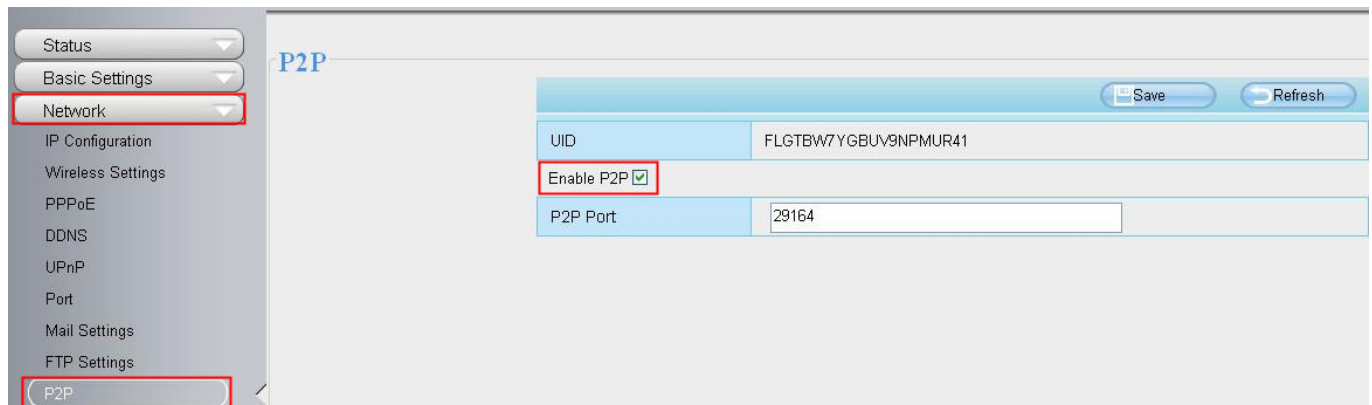 Status
Basic Settings
Network
IP Configuration
Wireless Settings
PPPoE
DDNS
UPnP
Port
Mail Settings
FTP Settings
P2P
P2P
Save Refresh
UID FLGTBW7YGBUV9NPMUR41
Enable P2P
P2P Port 29164